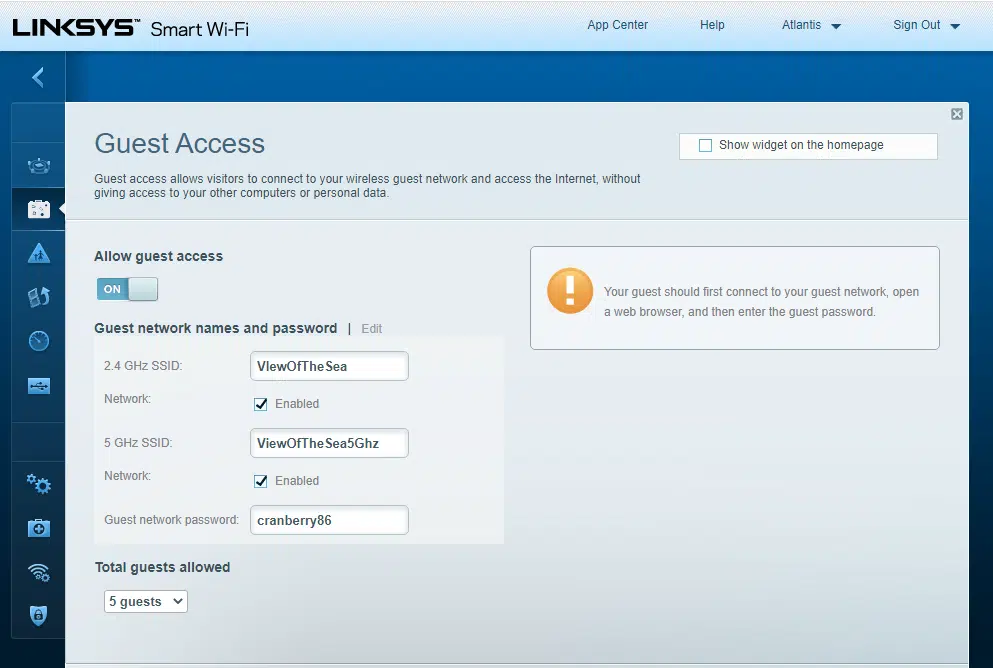 LINKSYS™ Smart Wi-Fi
App Center
Help
Atlantis
Sign Out
Guest Access
Show widget on the homepage
Guest access allows visitors to connect to your wireless guest network and access the Internet, without
giving access to your other computers or personal data.
Allow guest access
ON
Your guest should first connect to your guest network, open
a web browser, and then enter the guest password.
Guest network names and password | Edit
2.4 GHz SSID: VIewOfTheSea
Network: Enabled
5 GHz SSID: ViewOfTheSea5Ghz
Network: Enabled
Guest network password: cranberry86
Total guests allowed
5 guests